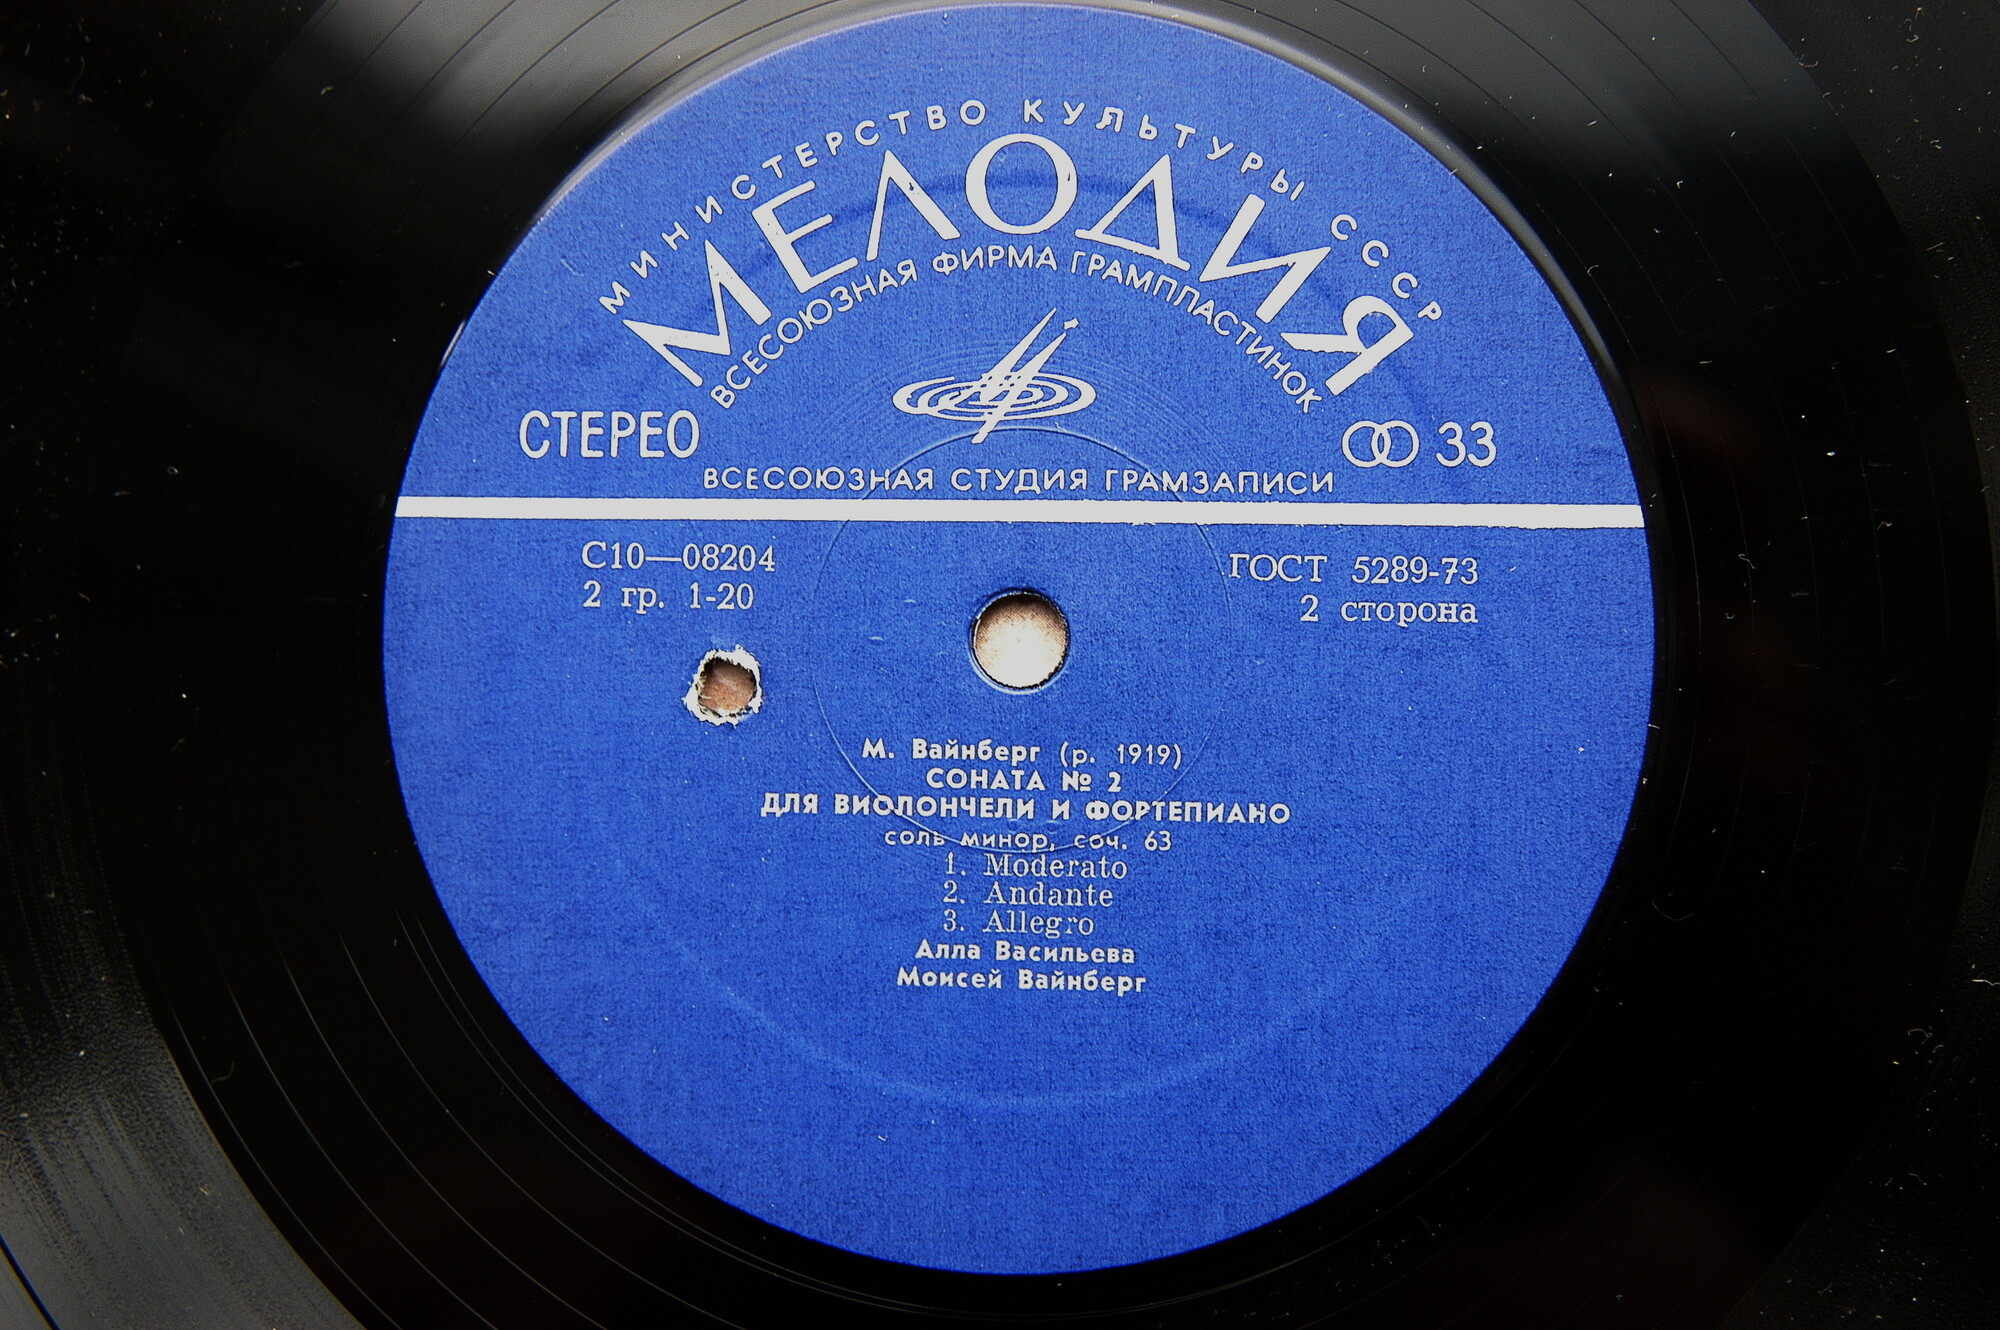 МИНИСТЕРСТВО КУЛЬТУРЫ СССР
МЕЛОДИЯ
ВСЕСОЮЗНАЯ ФИРМА ГРАМПЛАСТИНОК
СТЕРЕО
33
ВСЕСОЮЗНАЯ СТУДИЯ ГРАМЗАПИСИ
С10—08204
ГОСТ 5289-73
2 гр. 1-20
2 сторона
М. Вайнберг (р. 1919)
СОНАТА № 2
ДЛЯ ВИОЛОНЧЕЛИ И ФОРТЕПИАНО
соль минор, соч. 63
1. Moderato
2. Andante
3. Allegro
Алла Васильева
Моисей Вайнберг